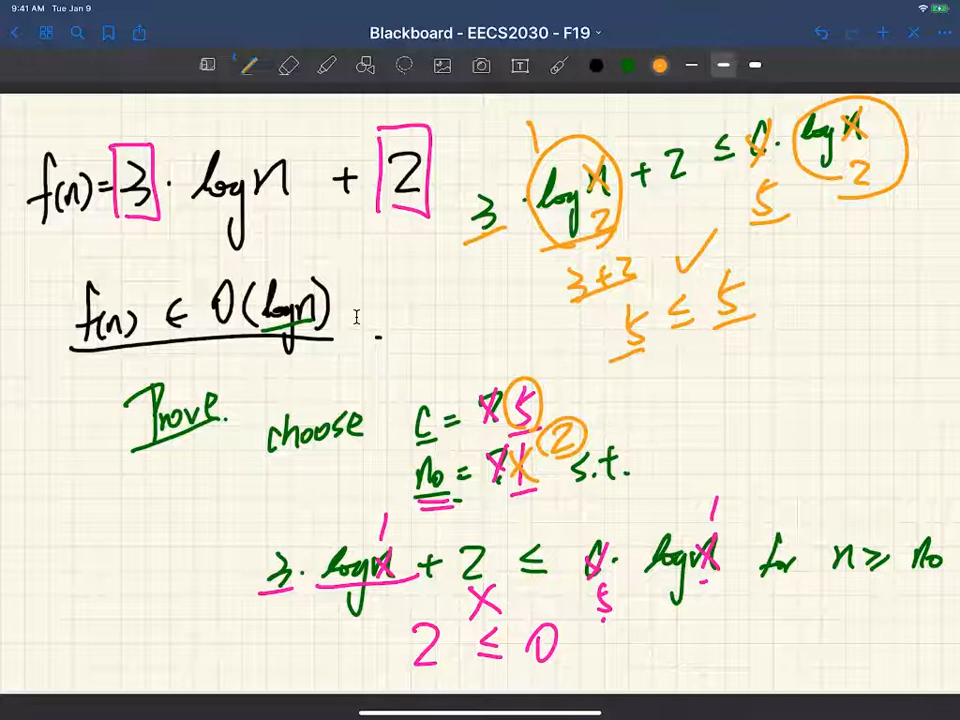 9:41 AM Tue Jan 9
Blackboard - EECS2030 - F19
f(n) = 3 · log n + 2
3 · log n + 2 ≤ c · log n
1
2
5
2
3+2
5 ≤ 5 ✓
f(n) ∈ O(log n).
Prove. choose c = ? 5
n₀ = ? 1 2 s.t.
1
1
3 · log n + 2 ≤ c · log n for n ≥ n₀
X
5
2 ≤ 0